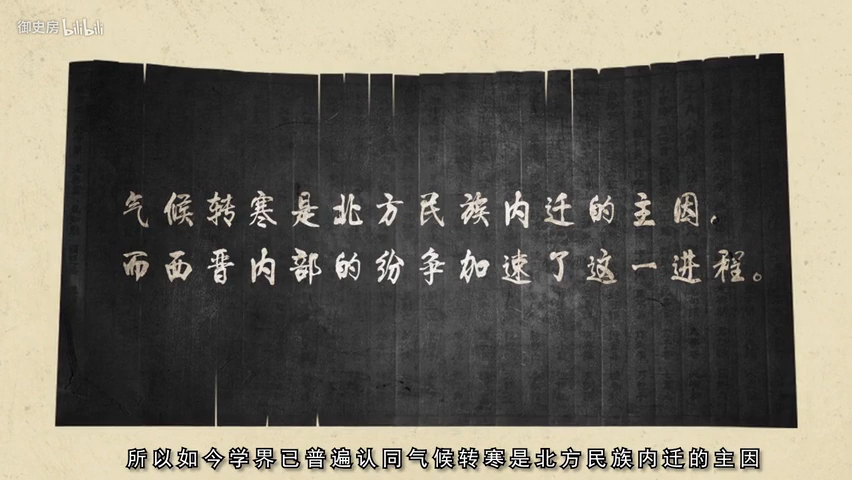 御史房 bilibili
气候转寒是北方民族内迁的主因，
而西晋内部的纷争加速了这一进程。
所以如今学界已普遍认同气候转寒是北方民族内迁的主因